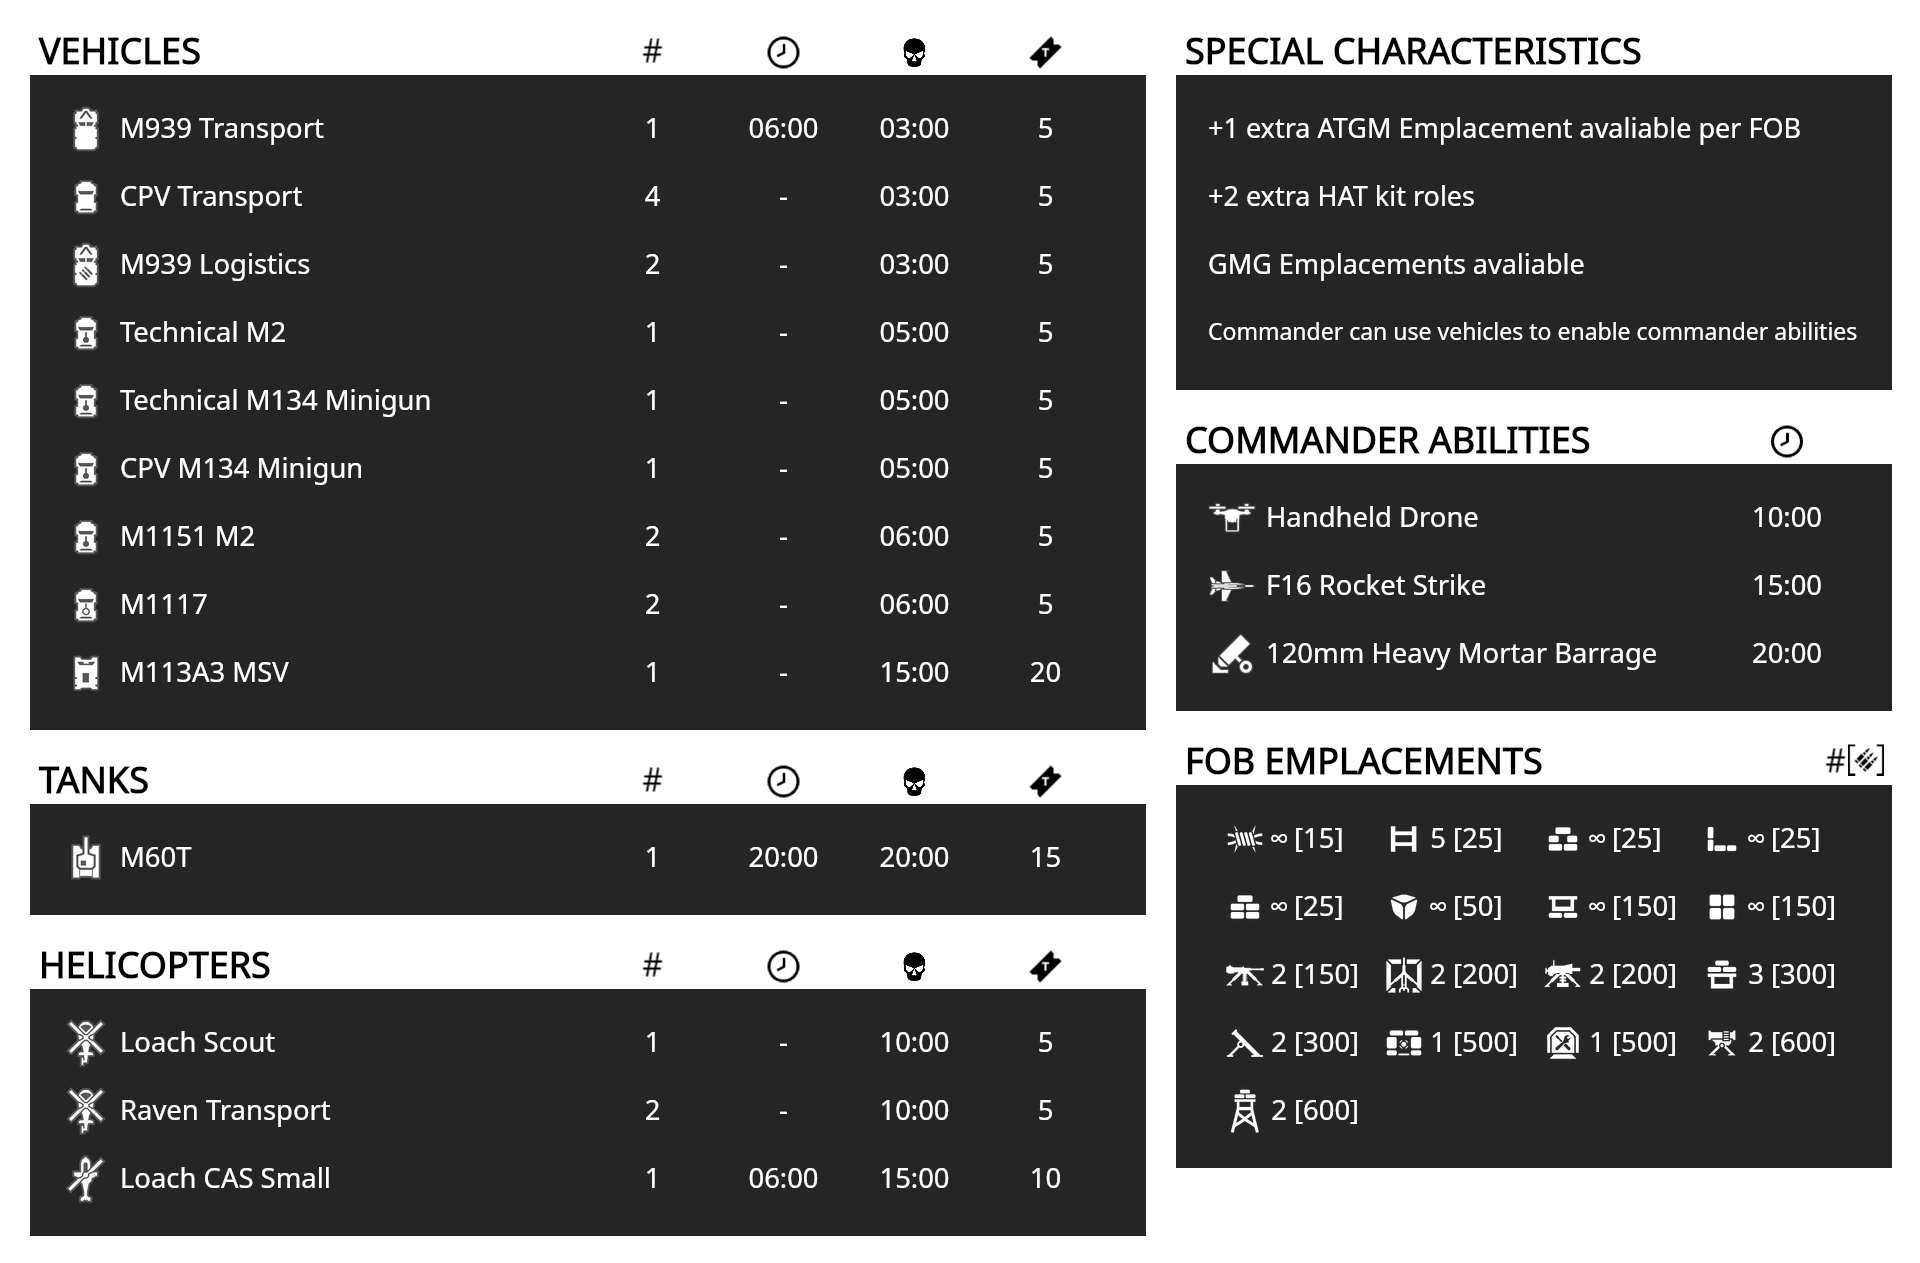 VEHICLES #
M939 Transport 1 06:00 03:00 5
CPV Transport 4 - 03:00 5
M939 Logistics 2 - 03:00 5
Technical M2 1 - 05:00 5
Technical M134 Minigun 1 - 05:00 5
CPV M134 Minigun 1 - 05:00 5
M1151 M2 2 - 06:00 5
M1117 2 - 06:00 5
M113A3 MSV 1 - 15:00 20
TANKS #
M60T 1 20:00 20:00 15
HELICOPTERS #
Loach Scout 1 - 10:00 5
Raven Transport 2 - 10:00 5
Loach CAS Small 1 06:00 15:00 10
SPECIAL CHARACTERISTICS
+1 extra ATGM Emplacement avaliable per FOB
+2 extra HAT kit roles
GMG Emplacements avaliable
Commander can use vehicles to enable commander abilities
COMMANDER ABILITIES
Handheld Drone 10:00
F16 Rocket Strike 15:00
120mm Heavy Mortar Barrage 20:00
FOB EMPLACEMENTS #[]
∞ [15] 5 [25] ∞ [25] ∞ [25]
∞ [25] ∞ [50] ∞ [150] ∞ [150]
2 [150] 2 [200] 2 [200] 3 [300]
2 [300] 1 [500] 1 [500] 2 [600]
2 [600]